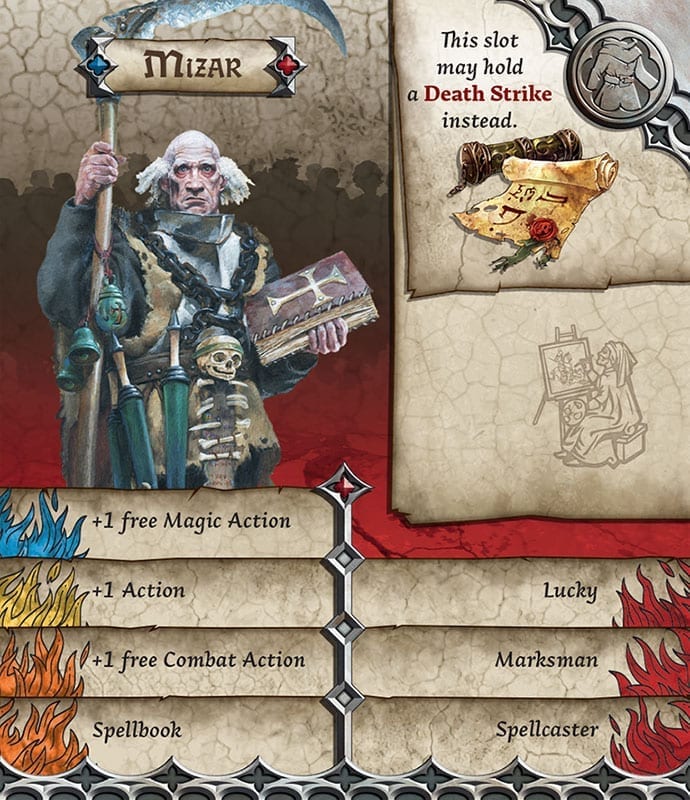 Mizar
This slot
may hold
a Death Strike
instead.
+1 free Magic Action
+1 Action
Lucky
+1 free Combat Action
Marksman
Spellbook
Spellcaster